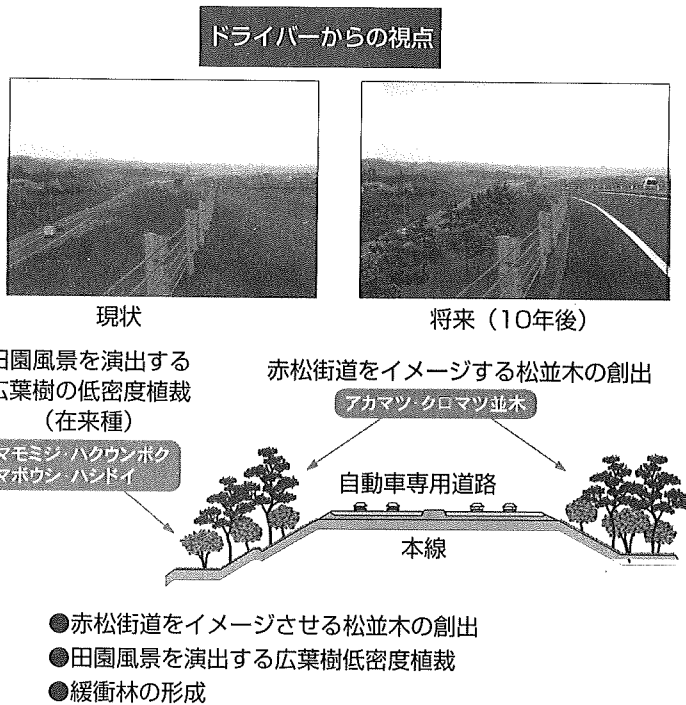 ドライバーからの視点
現状
将来（10年後）
田園風景を演出する
広葉樹の低密度植裁
（在来種）
マモミジ・ハクウンボク
マボウシ・ハシドイ
赤松街道をイメージする松並木の創出
アカマツ・クロマツ並木
自動車専用道路
本線
●赤松街道をイメージさせる松並木の創出
●田園風景を演出する広葉樹低密度植裁
●緩衝林の形成